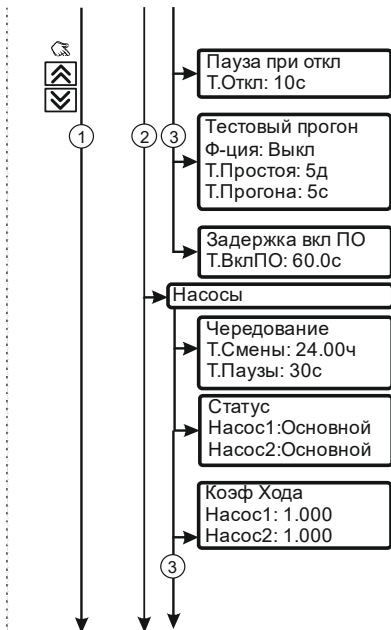 Пауза при откл
Т.Откл: 10с
1
2
3
Тестовый прогон
Ф-ция: Выкл
Т.Простоя: 5д
Т.Прогона: 5с
Задержка вкл ПО
Т.ВклПО: 60.0с
Насосы
Чередование
Т.Смены: 24.00ч
Т.Паузы: 30с
Статус
Насос1:Основной
Насос2:Основной
Коэф Хода
Насос1: 1.000
Насос2: 1.000
3